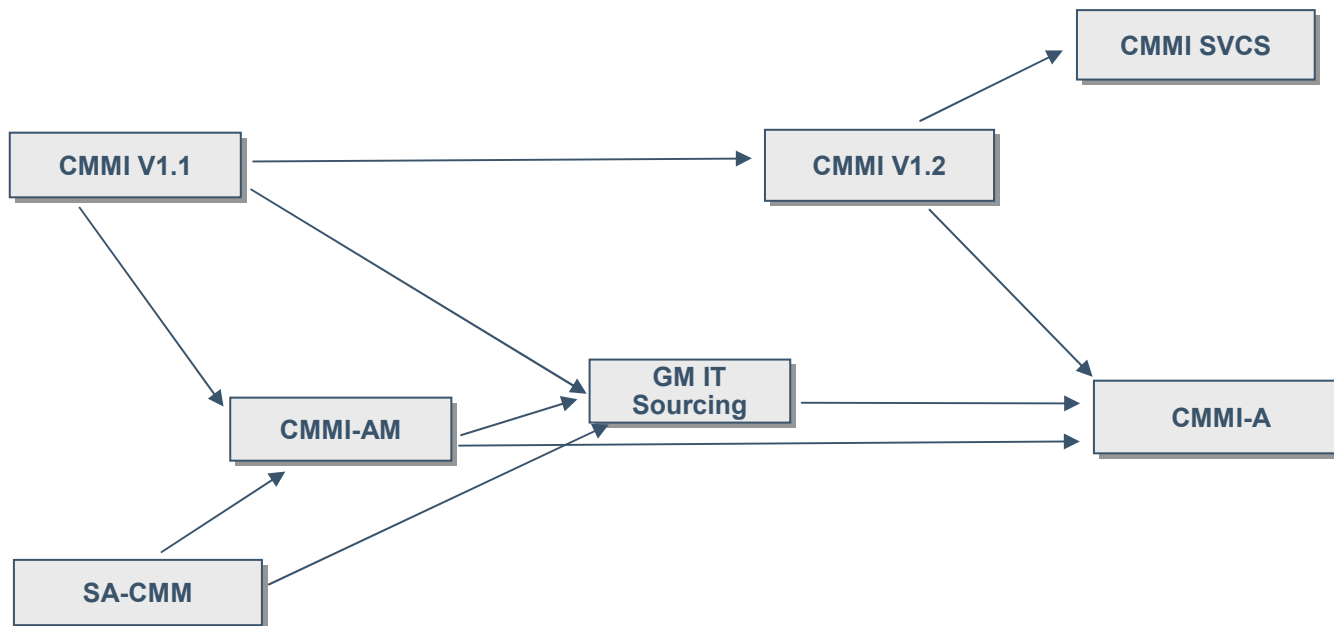 CMMI SVCS
CMMI V1.1
CMMI V1.2
GM IT
Sourcing
CMMI-AM
CMMI-A
SA-CMM